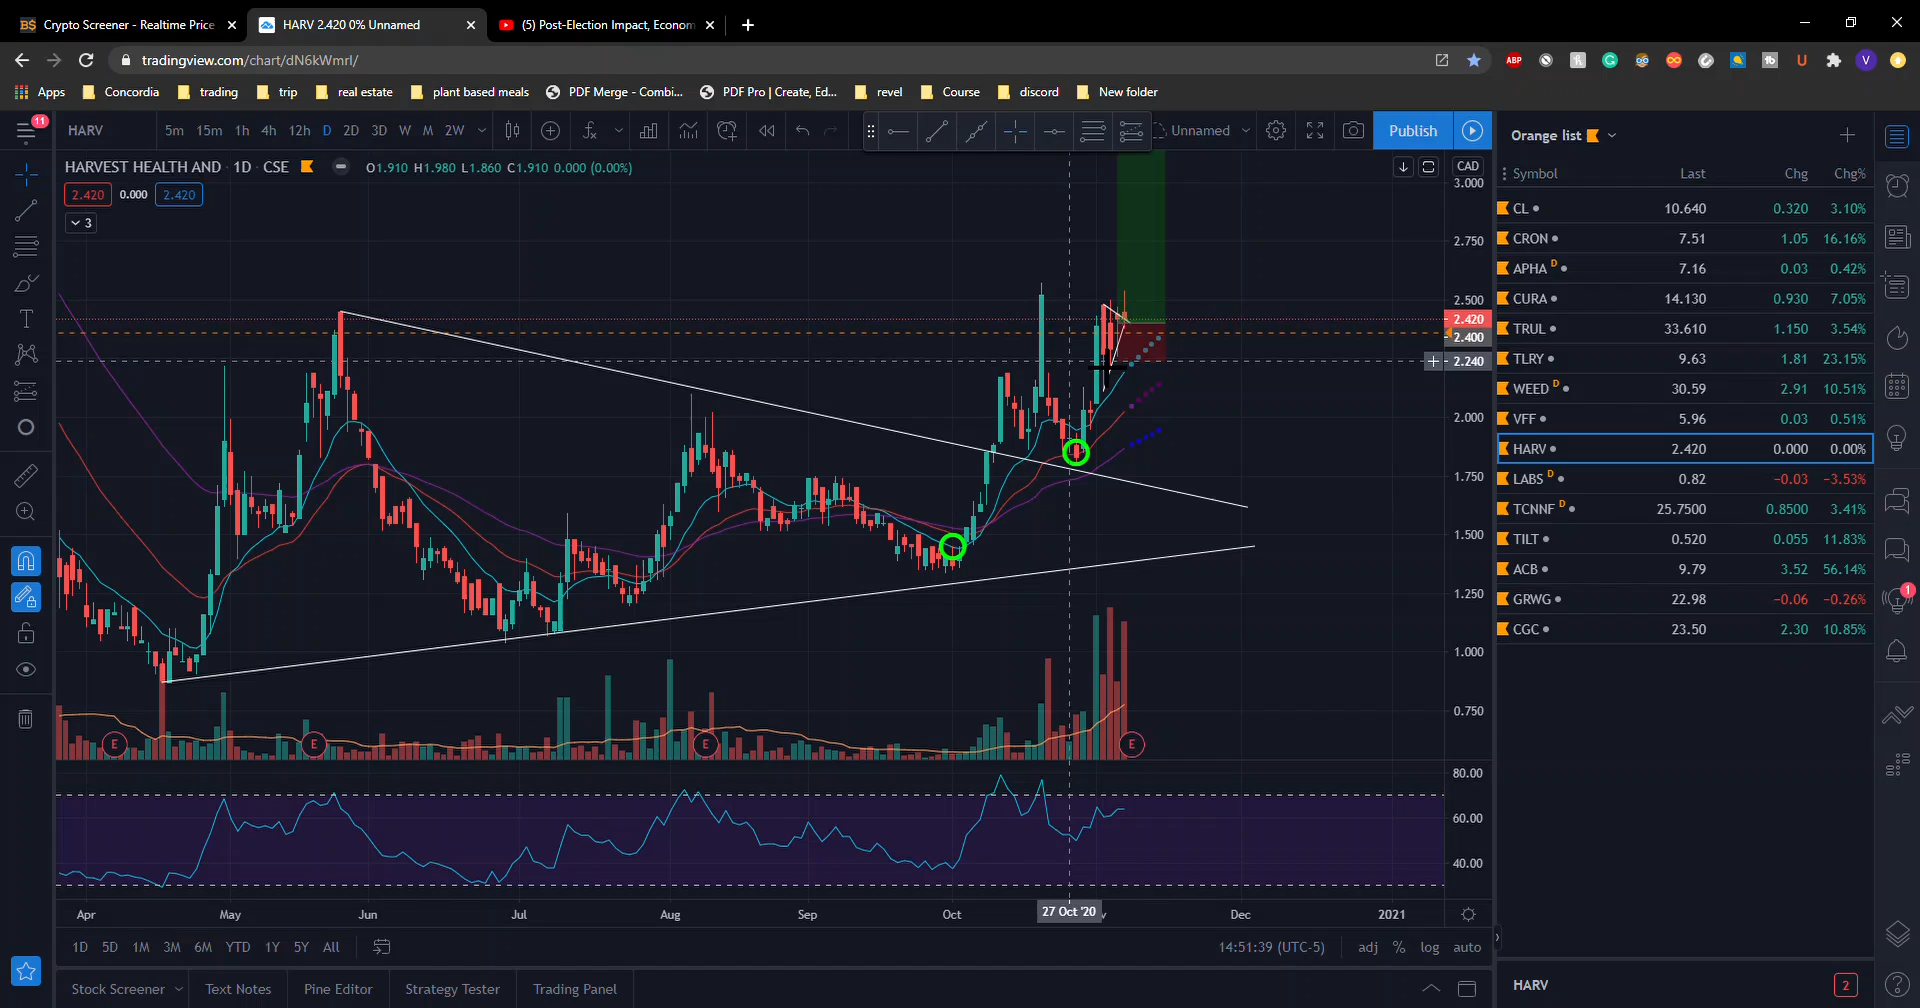 Crypto Screener - Realtime Price
HARV 2.420 0% Unnamed
(5) Post-Election Impact, Econom
tradingview.com/chart/dN6kWmrI/
ABP
V
Apps
Concordia
trading
trip
real estate
plant based meals
PDF Merge - Combi...
PDF Pro | Create, Ed...
revel
Course
discord
New folder
11
HARV
5m 15m 1h 4h 12h D 2D 3D W M 2W
Unnamed
Publish
HARVEST HEALTH AND · 1D · CSE
O1.910 H1.980 L1.860 C1.910 0.000 (0.00%)
2.420 0.000 2.420
3
CAD
3.000
2.750
2.500
2.420
2.400
2.240
2.000
1.750
1.500
1.250
1.000
0.750
E E E E
80.00
60.00
40.00
Apr May Jun Jul Aug Sep Oct 27 Oct '20 Dec 2021
1D 5D 1M 3M 6M YTD 1Y 5Y All
14:51:39 (UTC-5) adj % log auto
Stock Screener Text Notes Pine Editor Strategy Tester Trading Panel
Orange list
Symbol Last Chg Chg%
CL 10.640 0.320 3.10%
CRON 7.51 1.05 16.16%
APHA D 7.16 0.03 0.42%
CURA 14.130 0.930 7.05%
TRUL 33.610 1.150 3.54%
TLRY 9.63 1.81 23.15%
WEED D 30.59 2.91 10.51%
VFF 5.96 0.03 0.51%
HARV 2.420 0.000 0.00%
LABS D 0.82 −0.03 −3.53%
TCNNF D 25.7500 0.8500 3.41%
TILT 0.520 0.055 11.83%
ACB 9.79 3.52 56.14%
GRWG 22.98 −0.06 −0.26%
CGC 23.50 2.30 10.85%
1
HARV
2